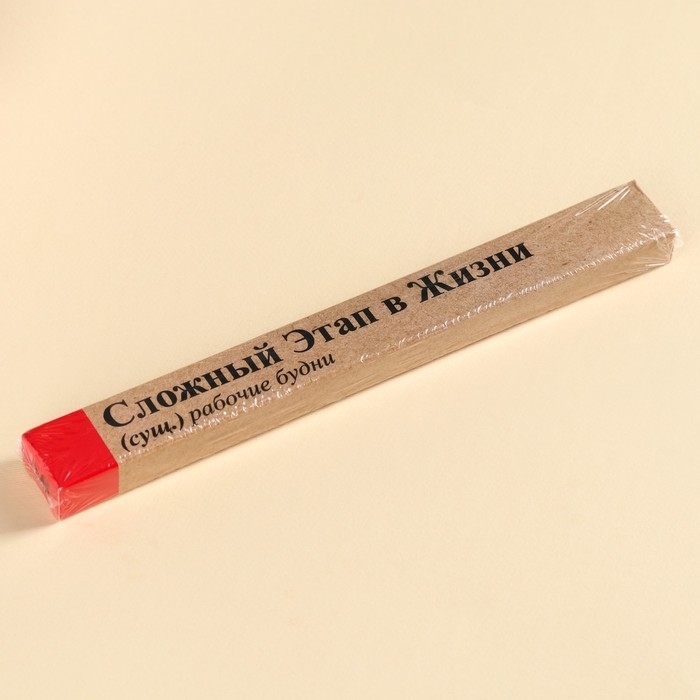 Сложный Этап в Жизни
(сущ.) рабочие будни